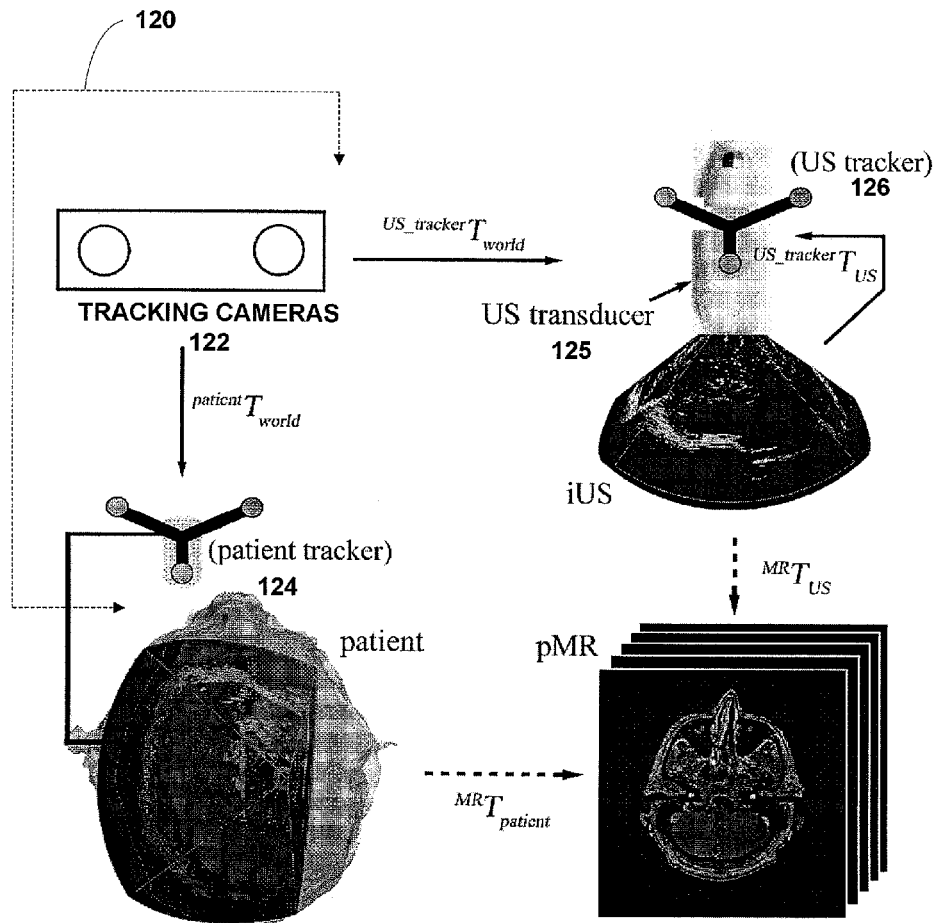 120
(US tracker)
126
US_tracker T world
US_tracker T US
TRACKING CAMERAS
122
US transducer
125
patient T world
iUS
(patient tracker)
124
MR T US
patient
pMR
MR T patient